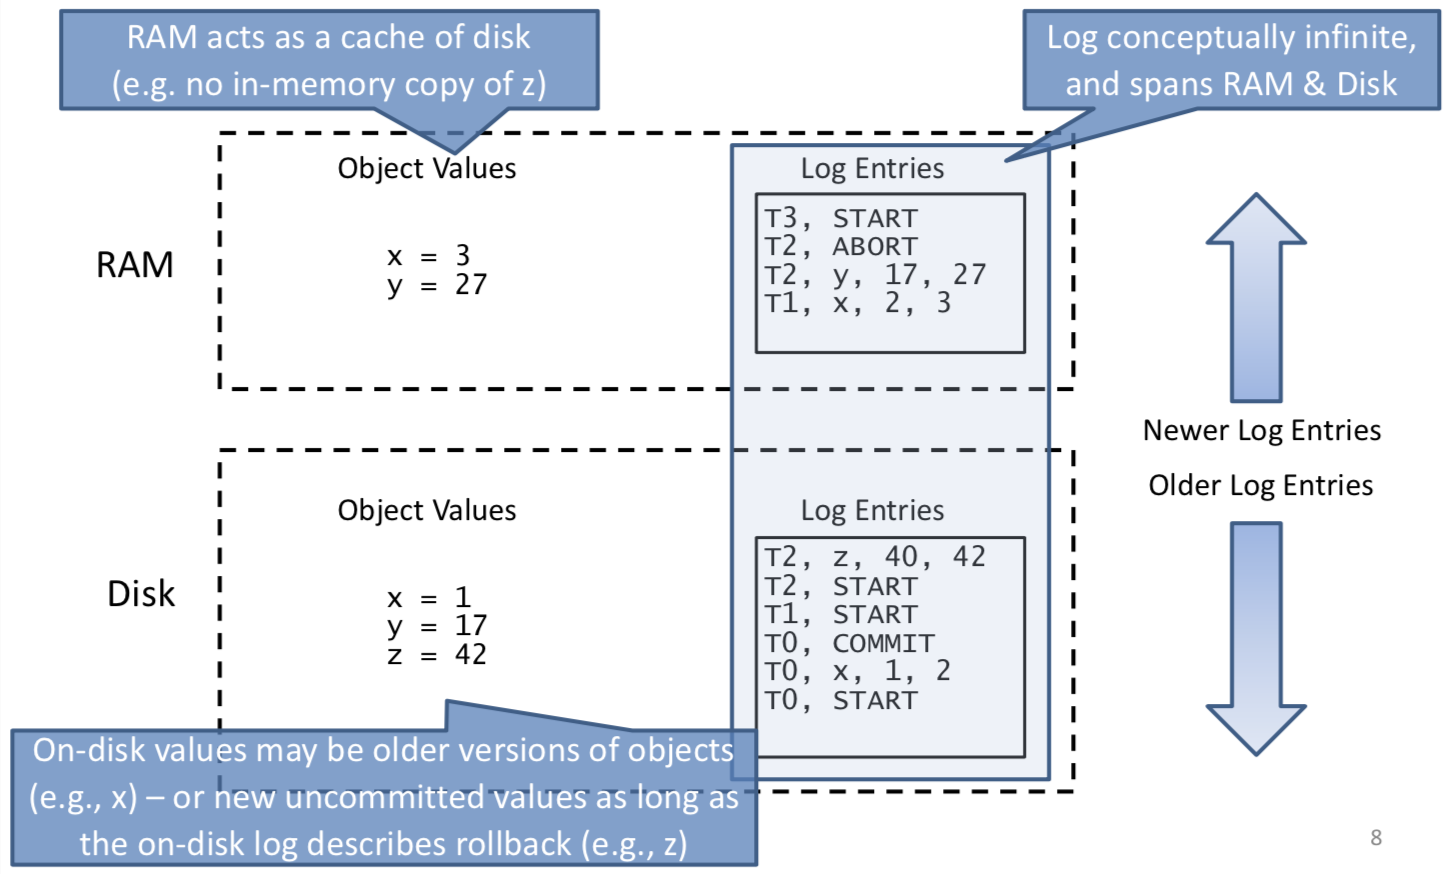 RAM acts as a cache of disk
(e.g. no in-memory copy of z)
Log conceptually infinite,
and spans RAM & Disk
RAM
Object Values
x = 3
y = 27
Log Entries
T3, START
T2, ABORT
T2, y, 17, 27
T1, x, 2, 3
Newer Log Entries
Older Log Entries
Disk
Object Values
x = 1
y = 17
z = 42
Log Entries
T2, z, 40, 42
T2, START
T1, START
T0, COMMIT
T0, x, 1, 2
T0, START
On-disk values may be older versions of objects
(e.g., x) – or new uncommitted values as long as
the on-disk log describes rollback (e.g., z)
8